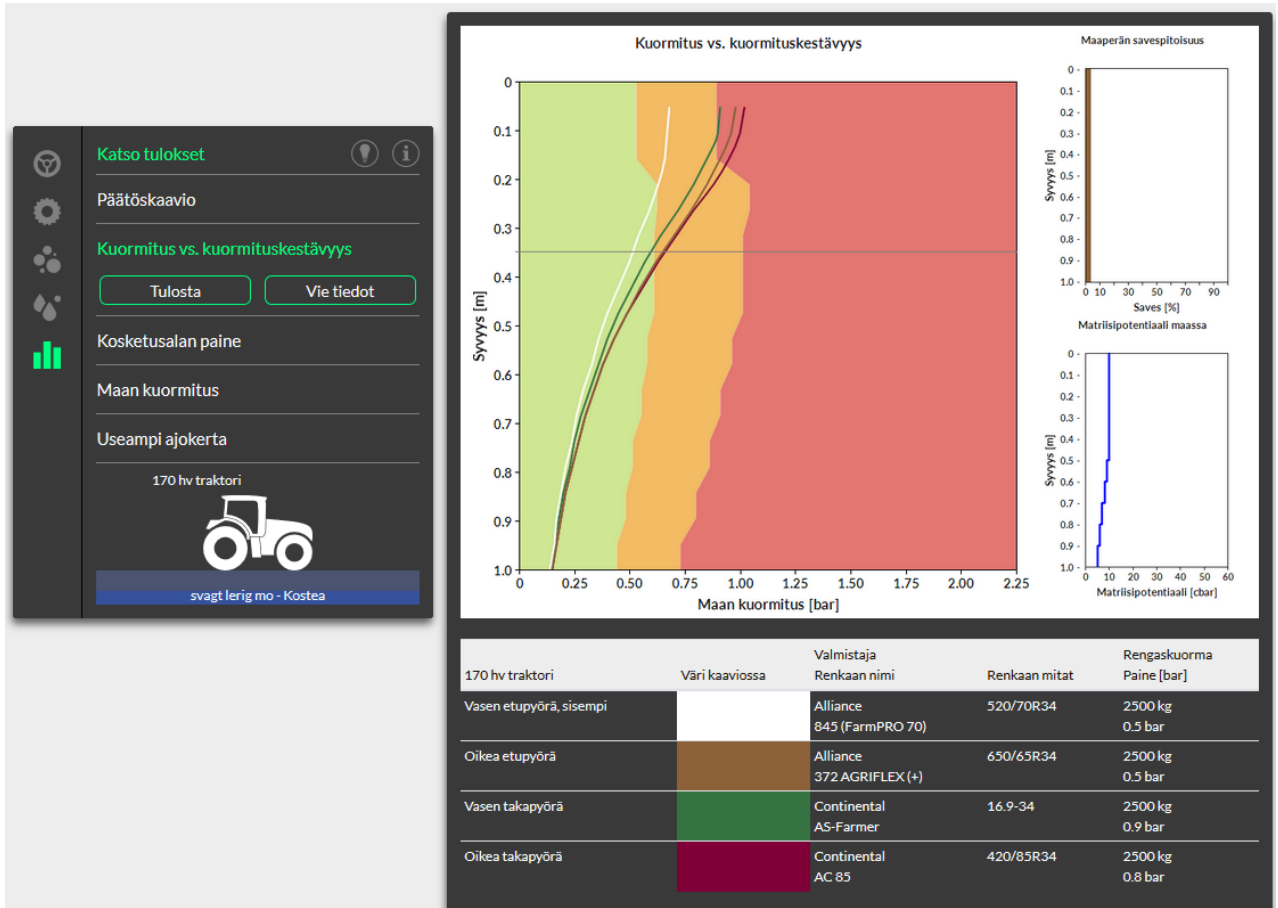 Katso tulokset
Päätöskaavio
Kuormitus vs. kuormituskestävyys
Tulosta
Vie tiedot
Kosketusalan paine
Maan kuormitus
Useampi ajokerta
170 hv traktori
svagt lerig mo - Kostea
Kuormitus vs. kuormituskestävyys
0
0.1
0.2
0.3
0.4
0.5
0.6
0.7
0.8
0.9
1.0
Syvyys [m]
0 0.25 0.50 0.75 1.00 1.25 1.50 1.75 2.00 2.25
Maan kuormitus [bar]
Maaperän savespitoisuus
0
0.1
0.2
0.3
0.4
0.5
0.6
0.7
0.8
0.9
1.0
Syvyys [m]
0 10 30 50 70 90
Saves [%]
Matriisipotentiaali maassa
0
0.1
0.2
0.3
0.4
0.5
0.6
0.7
0.8
0.9
1.0
Syvyys [m]
0 10 20 30 40 50 60
Matriisipotentiaali [cbar]
Valmistaja Rengaskuorma
170 hv traktori Väri kaaviossa Renkaan nimi Renkaan mitat Paine [bar]
Vasen etupyörä, sisempi Alliance 520/70R34 2500 kg
845 (FarmPRO 70) 0.5 bar
Oikea etupyörä Alliance 650/65R34 2500 kg
372 AGRIFLEX (+) 0.5 bar
Vasen takapyörä Continental 16.9-34 2500 kg
AS-Farmer 0.9 bar
Oikea takapyörä Continental 420/85R34 2500 kg
AC 85 0.8 bar